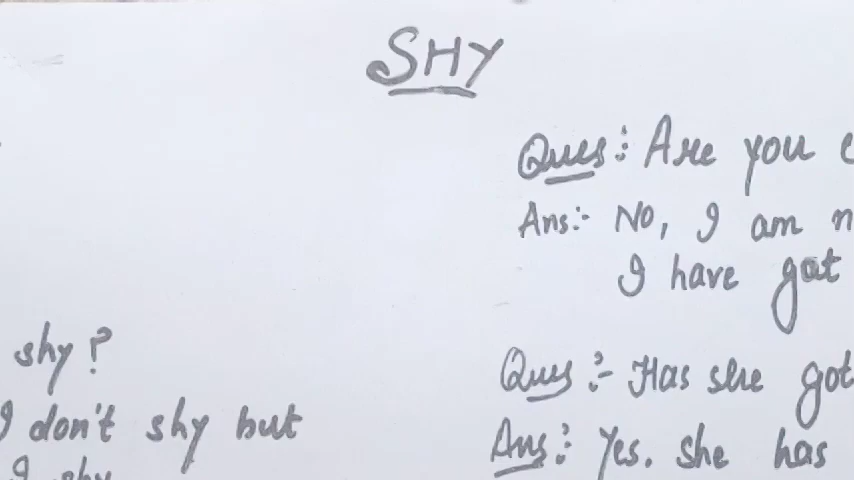 SHY
shy?
I don't shy but
I shy
Ques:- Are you
Ans:- No, I am
I have got
Ques:- Has she got
Ans:- Yes. she has